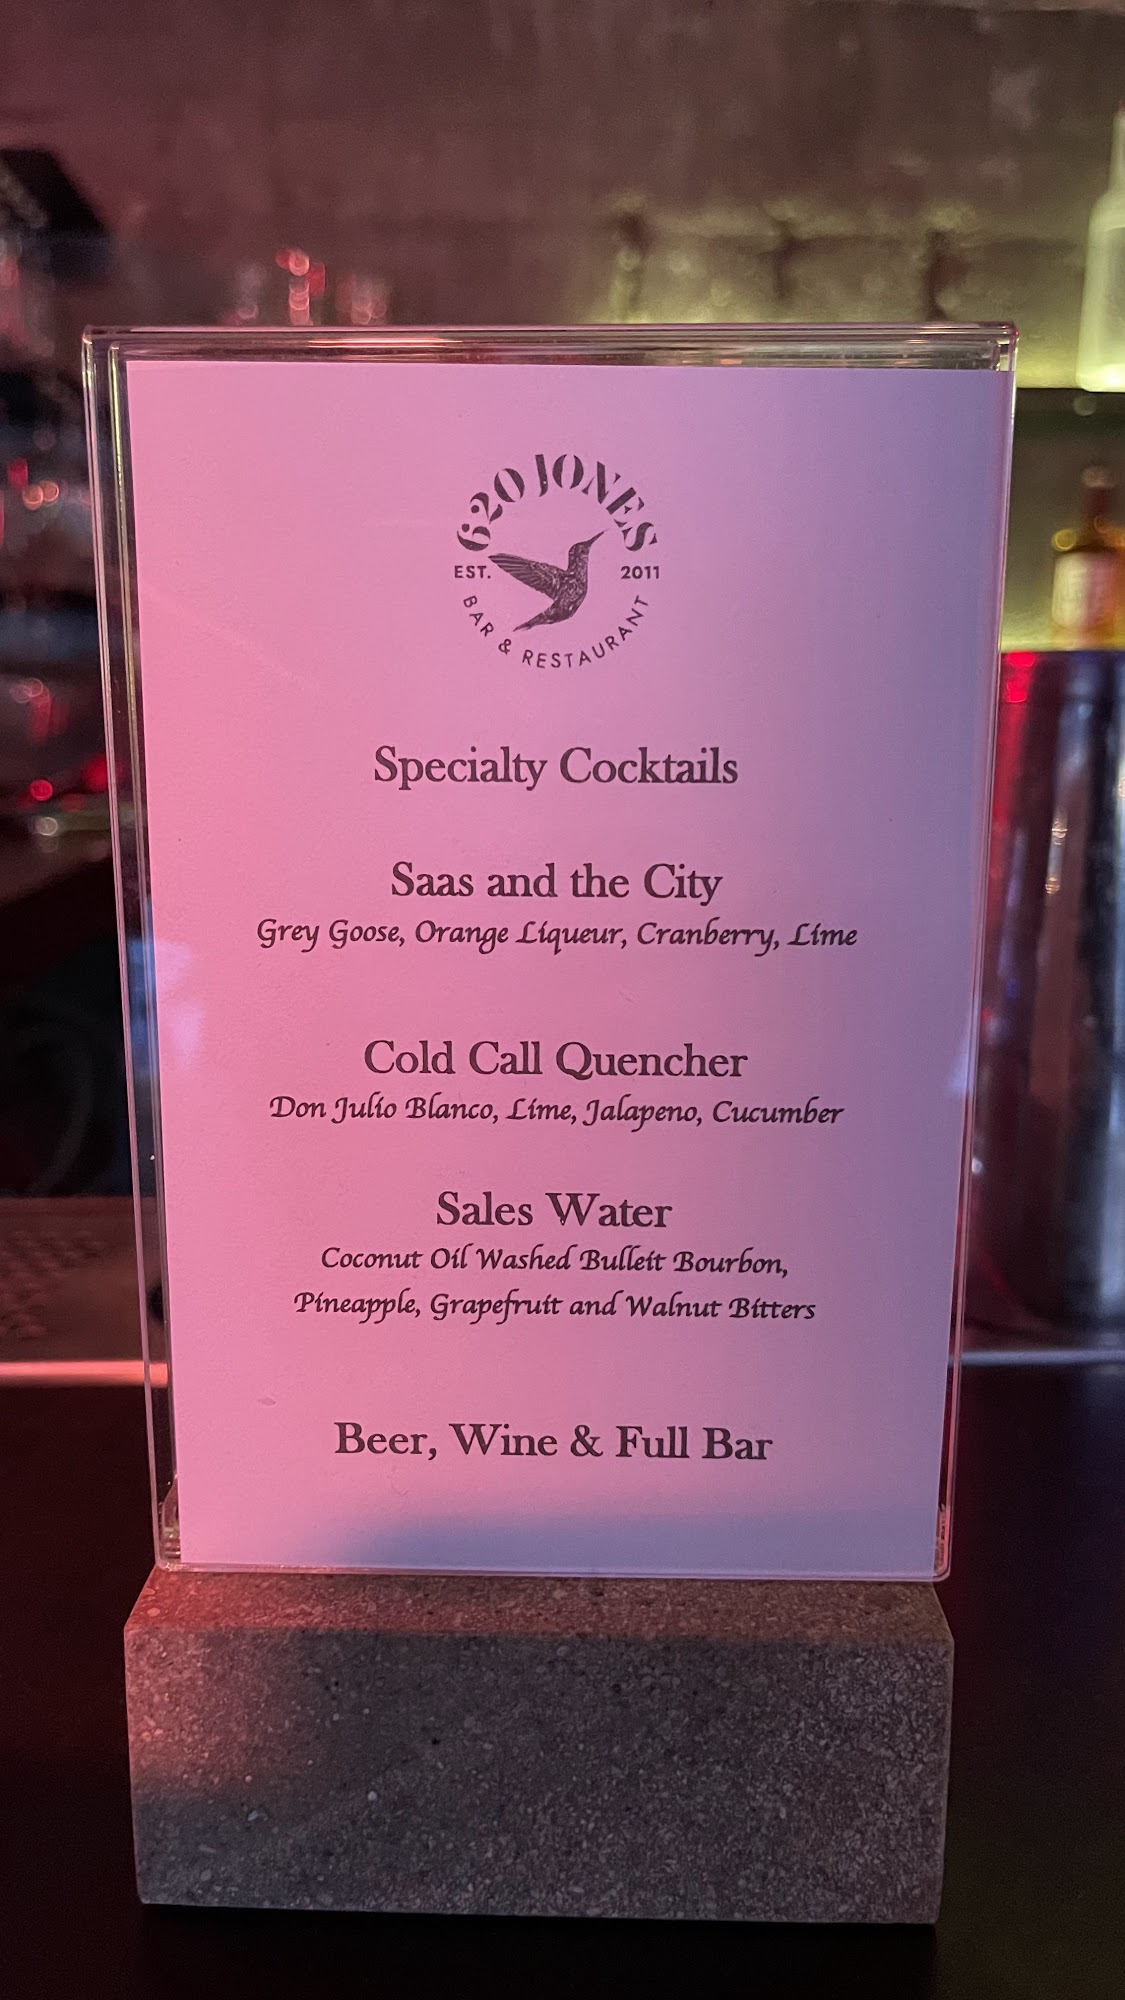 620 JONES
EST. 2011
BAR & RESTAURANT
Specialty Cocktails
Saas and the City
Grey Goose, Orange Liqueur, Cranberry, Lime
Cold Call Quencher
Don Julio Blanco, Lime, Jalapeno, Cucumber
Sales Water
Coconut Oil Washed Bulleit Bourbon,
Pineapple, Grapefruit and Walnut Bitters
Beer, Wine & Full Bar